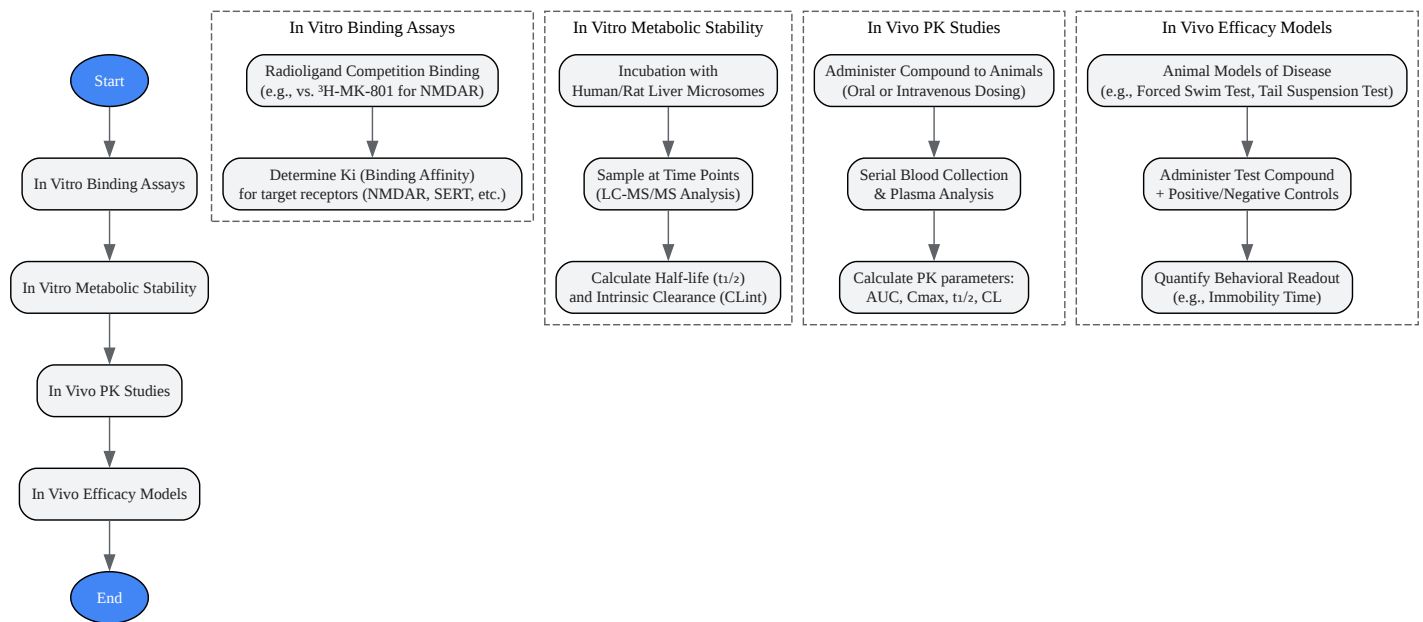 Start
In Vitro Binding Assays
In Vitro Metabolic Stability
In Vivo PK Studies
In Vivo Efficacy Models
End
In Vitro Binding Assays
Radioligand Competition Binding
(e.g., vs. ³H-MK-801 for NMDAR)
Determine Ki (Binding Affinity)
for target receptors (NMDAR, SERT, etc.)
In Vitro Metabolic Stability
Incubation with
Human/Rat Liver Microsomes
Sample at Time Points
(LC-MS/MS Analysis)
Calculate Half-life (t₁/₂)
and Intrinsic Clearance (CLint)
In Vivo PK Studies
Administer Compound to Animals
(Oral or Intravenous Dosing)
Serial Blood Collection
& Plasma Analysis
Calculate PK parameters:
AUC, Cmax, t₁/₂, CL
In Vivo Efficacy Models
Animal Models of Disease
(e.g., Forced Swim Test, Tail Suspension Test)
Administer Test Compound
+ Positive/Negative Controls
Quantify Behavioral Readout
(e.g., Immobility Time)